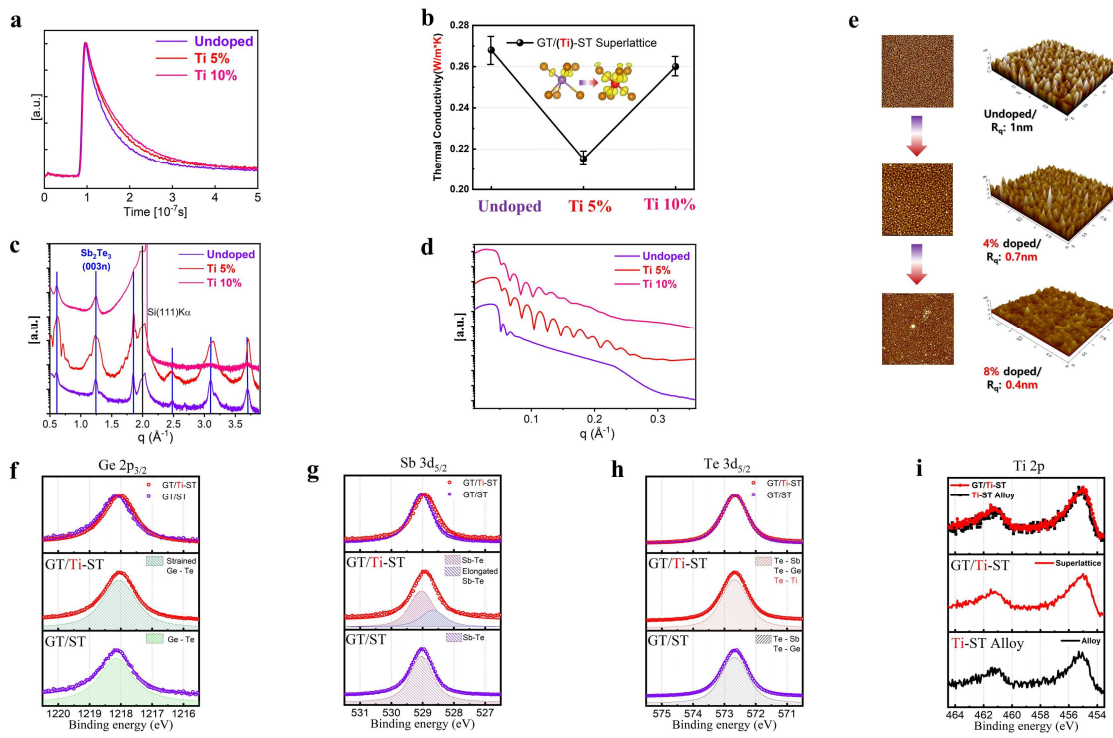 a
Undoped
Ti 5%
Ti 10%
[a.u.]
0 1 2 3 4 5
Time [10⁻⁷s]
b
GT/(Ti)-ST Superlattice
Thermal Conductivity(W/m*K)
0.28
0.26
0.24
0.22
0.20
Undoped Ti 5% Ti 10%
c
Sb₂Te₃
(003n)
Undoped
Ti 5%
Ti 10%
Si(111)Kα
[a.u.]
0.5 1.0 1.5 2.0 2.5 3.0 3.5
q (Å⁻¹)
d
Undoped
Ti 5%
Ti 10%
[a.u.]
0.1 0.2 0.3
q (Å⁻¹)
e
Undoped/
Rq: 1nm
4% doped/
Rq: 0.7nm
8% doped/
Rq: 0.4nm
f
Ge 2p3/2
GT/Ti-ST
GT/ST
GT/Ti-ST
Strained
Ge - Te
GT/ST
Ge - Te
1220 1219 1218 1217 1216
Binding energy (eV)
g
Sb 3d5/2
GT/Ti-ST
GT/ST
GT/Ti-ST
Sb-Te
Elongated
Sb-Te
GT/ST
Sb-Te
531 530 529 528 527
Binding energy (eV)
h
Te 3d5/2
GT/Ti-ST
GT/ST
GT/Ti-ST
Te - Sb
Te - Ge
Te - Ti
GT/ST
Te - Sb
Te - Ge
575 574 573 572 571
Binding energy (eV)
i
Ti 2p
GT/Ti-ST
Ti-ST Alloy
GT/Ti-ST
Superlattice
Ti-ST Alloy
Alloy
464 462 460 458 456 454
Binding energy (eV)